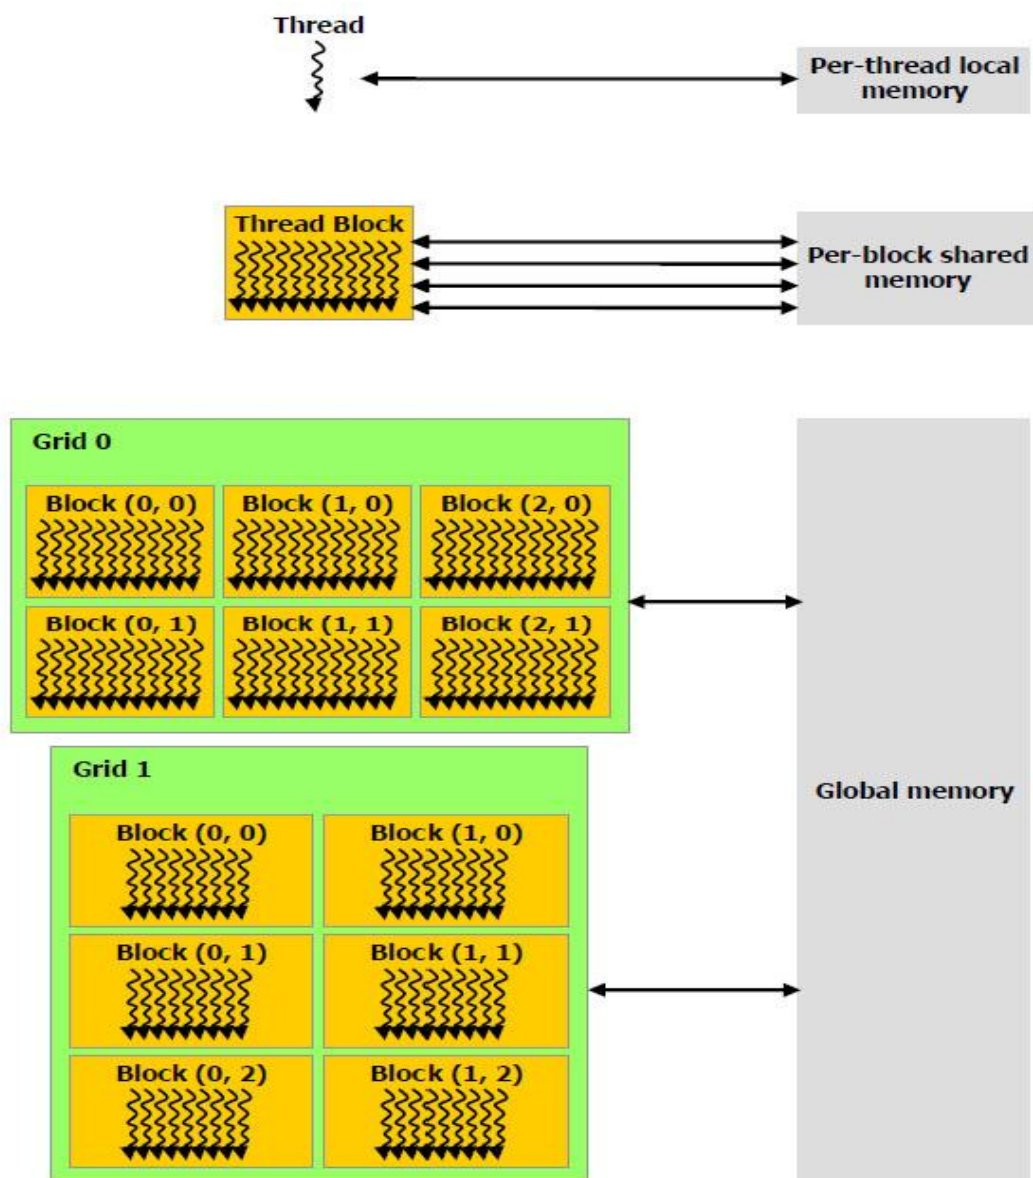 Thread
Per-thread local
memory
Thread Block
Per-block shared
memory
Grid 0
Block (0, 0) Block (1, 0) Block (2, 0)
Block (0, 1) Block (1, 1) Block (2, 1)
Grid 1
Global memory
Block (0, 0) Block (1, 0)
Block (0, 1) Block (1, 1)
Block (0, 2) Block (1, 2)